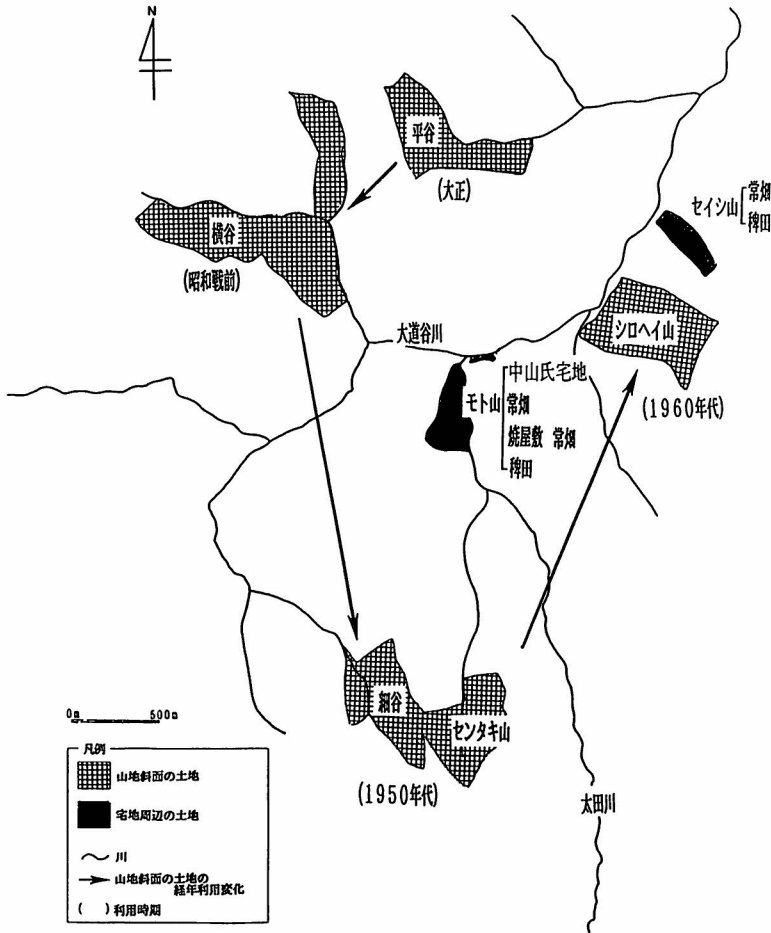 N
平谷
(大正)
横谷
(昭和戦前)
セイシ山
常畑
稗田
シロヘイ山
(1960年代)
大道谷川
モト山
中山氏宅地
常畑
焼屋敷 常畑
稗田
細谷
センタキ山
(1950年代)
太田川
0m 500m
凡例
山地斜面の土地
宅地周辺の土地
川
山地斜面の土地の
経年利用変化
( ) 利用時期